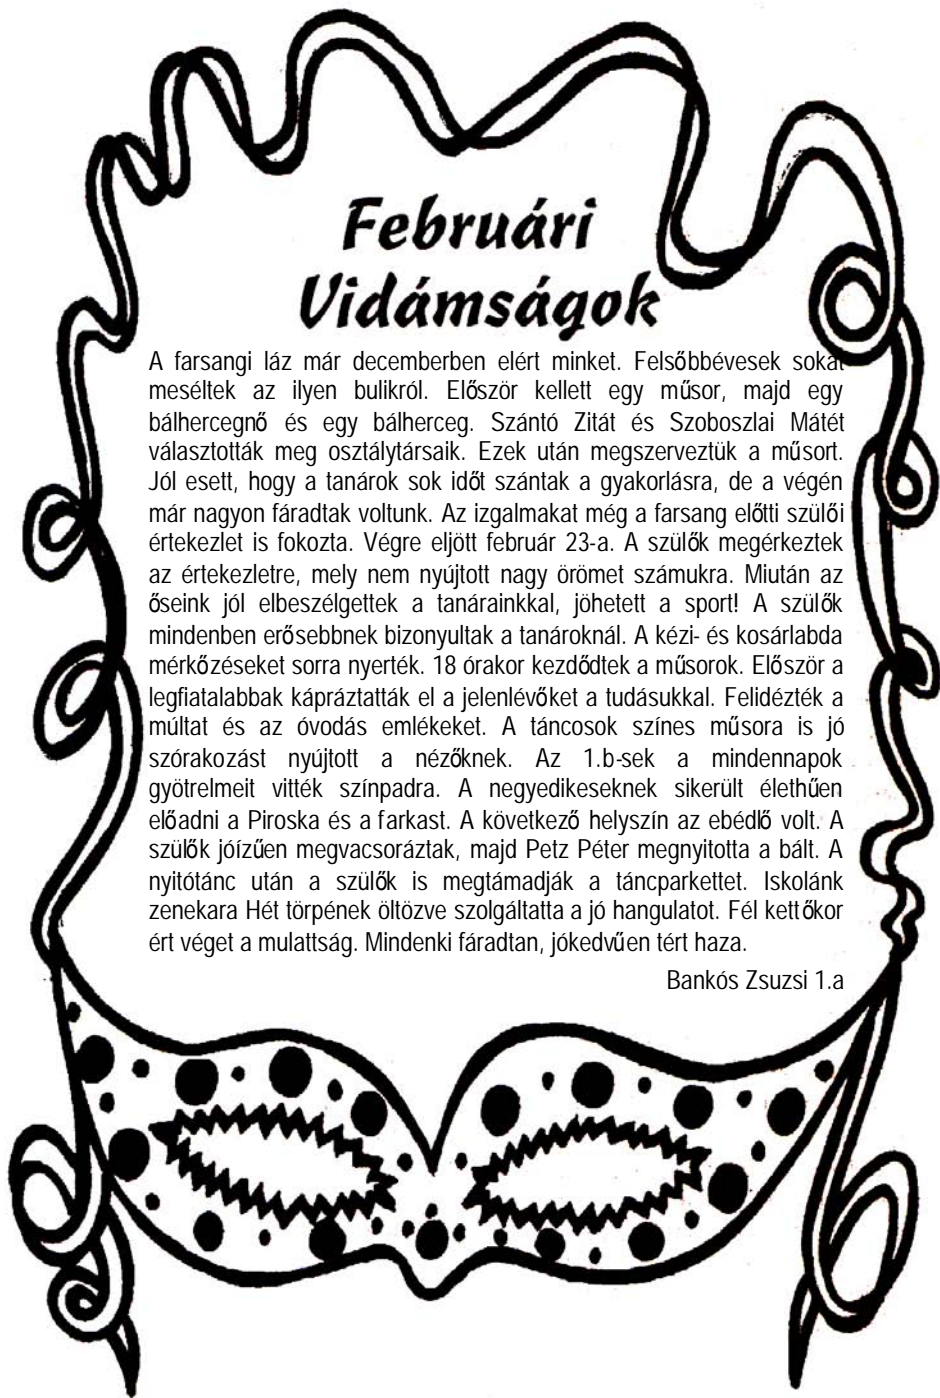 Februári
Vidámságok
A farsangi láz már decemberben elért minket. Felsőbbévesek sokat
meséltek az ilyen bulikról. Először kellett egy műsor, majd egy
bálhercegnő és egy bálherceg. Szántó Zitát és Szoboszlai Mátét
választották meg osztálytársaik. Ezek után megszerveztük a műsort.
Jól esett, hogy a tanárok sok időt szántak a gyakorlásra, de a végén
már nagyon fáradtak voltunk. Az izgalmakat még a farsang előtti szülői
értekezlet is fokozta. Végre eljött február 23-a. A szülők megérkeztek
az értekezletre, mely nem nyújtott nagy örömet számukra. Miután az
őseink jól elbeszélgettek a tanárainkkal, jöhetett a sport! A szülők
mindenben erősebbnek bizonyultak a tanároknál. A kézi- és kosárlabda
mérkőzéseket sorra nyerték. 18 órakor kezdődtek a műsorok. Először a
legfiatalabbak kápráztatták el a jelenlévőket a tudásukkal. Felidézték a
múltat és az óvodás emlékeket. A táncosok színes műsora is jó
szórakozást nyújtott a nézőknek. Az 1.b-sek a mindennapok
gyötrelmeit vitték színpadra. A negyedikeseknek sikerült élethűen
előadni a Piroska és a farkast. A következő helyszín az ebédlő volt. A
szülők jóízűen megvacsoráztak, majd Petz Péter megnyitotta a bált. A
nyitótánc után a szülők is megtámadják a táncparkettet. Iskolánk
zenekara Hét törpének öltözve szolgáltatta a jó hangulatot. Fél kettőkor
ért véget a mulattság. Mindenki fáradtan, jókedvűen tért haza.
Bankós Zsuzsi 1.a